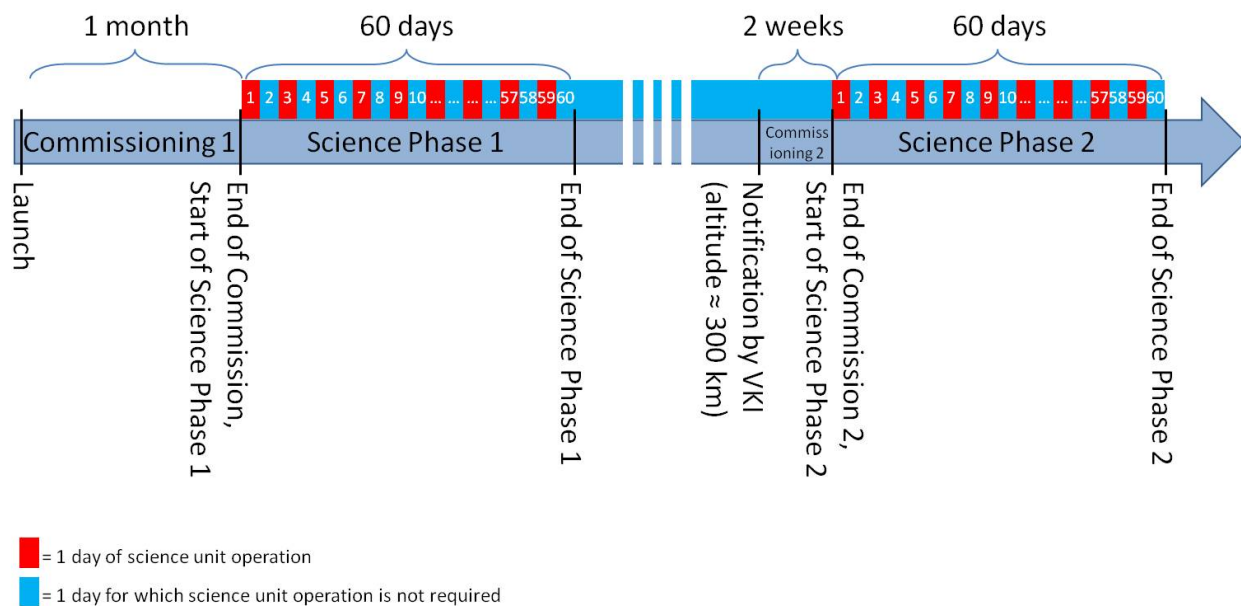 1 month
60 days
2 weeks
60 days
1 2 3 4 5 6 7 8 9 10 ... ... ... ... 57 58 59 60
1 2 3 4 5 6 7 8 9 10 ... ... ... ... 57 58 59 60
Commissioning 1
Science Phase 1
Commiss
ioning 2
Science Phase 2
Launch
End of Commission,
Start of Science Phase 1
End of Science Phase 1
Notification by VKI
(altitude ≈ 300 km)
End of Commission 2,
Start of Science Phase 2
End of Science Phase 2
= 1 day of science unit operation
= 1 day for which science unit operation is not required